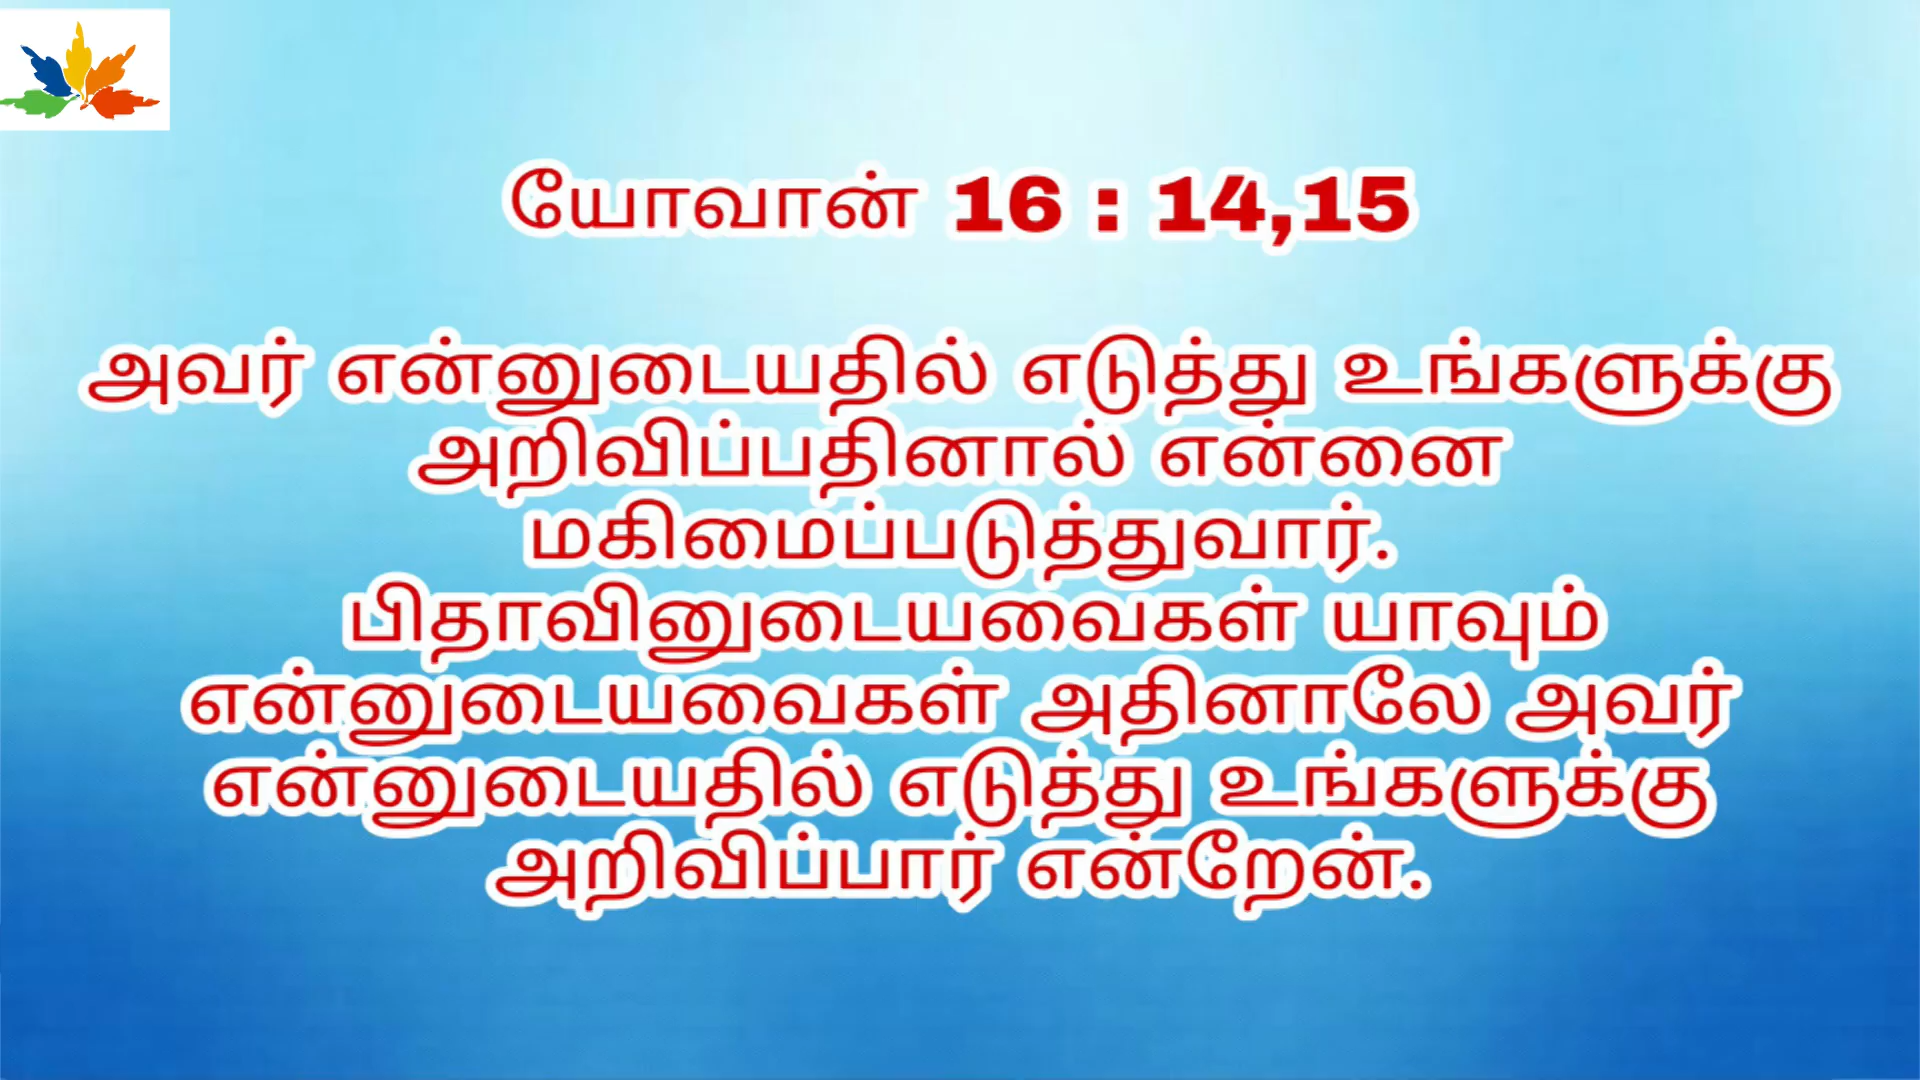 யோவான் 16 : 14,15
அவர் என்னுடையதில் எடுத்து உங்களுக்கு
அறிவிப்பதினால் என்னை
மகிமைப்படுத்துவார்.
பிதாவினுடையவைகள் யாவும்
என்னுடையவைகள் அதினாலே அவர்
என்னுடையதில் எடுத்து உங்களுக்கு
அறிவிப்பார் என்றேன்.